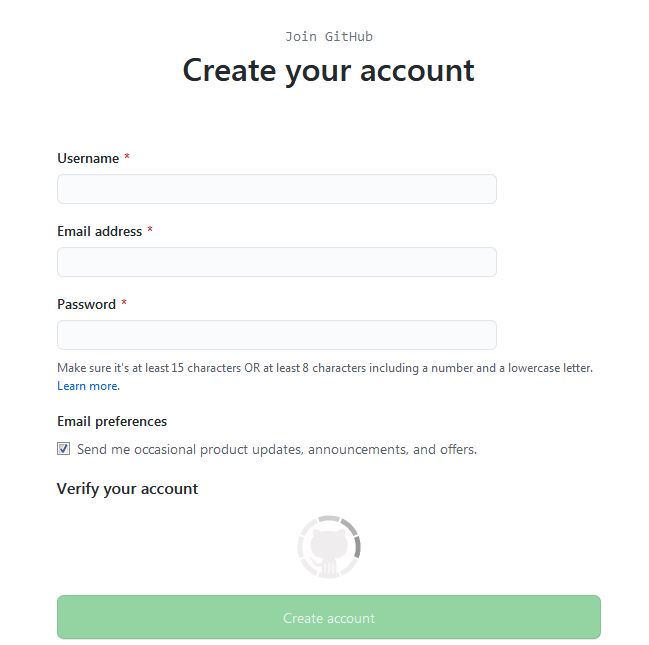 Join GitHub
Create your account
Username *
Email address *
Password *
Make sure it's at least 15 characters OR at least 8 characters including a number and a lowercase letter.
Learn more.
Email preferences
Send me occasional product updates, announcements, and offers.
Verify your account
Create account